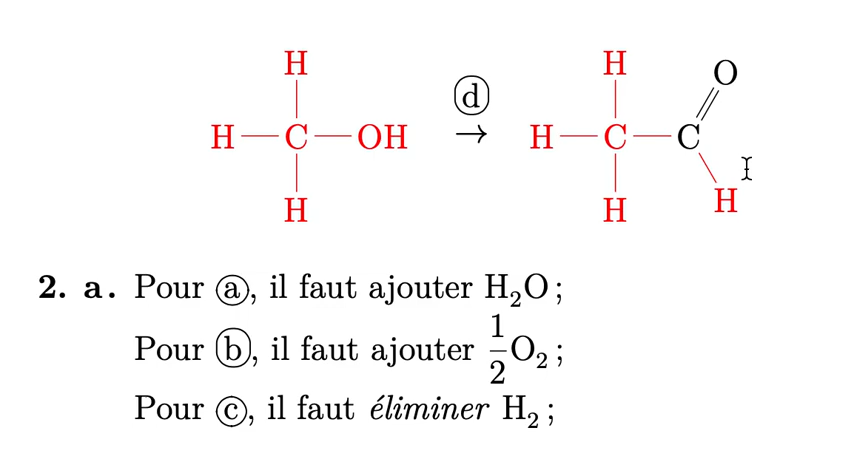 H H O
H C OH ⓓ → H C C
H H H
2. a. Pour ⓐ, il faut ajouter H₂O ;
Pour ⓑ, il faut ajouter 1/2 O₂ ;
Pour ⓒ, il faut éliminer H₂ ;